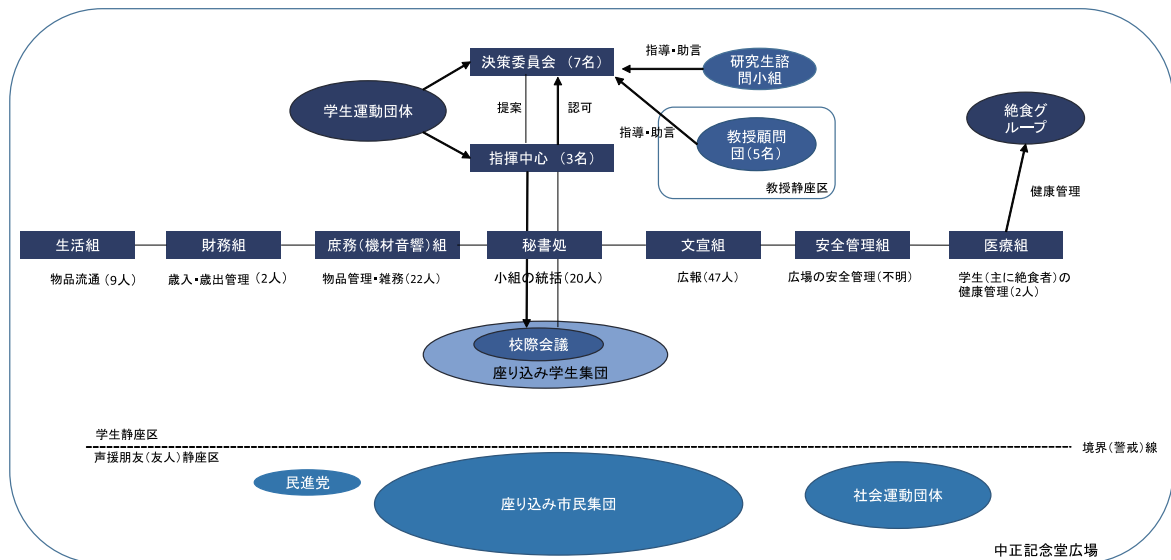 決策委員会 (7名)
指導・助言
研究生諮
問小組
学生運動団体
提案
認可
指導・助言
教授顧問
団(5名)
教授静座区
絶食グ
ループ
指揮中心 (3名)
健康管理
生活組
財務組
庶務(機材音響)組
秘書処
文宣組
安全管理組
医療組
物品流通(9人)
歳入・歳出管理(2人)
物品管理・雑務(22人)
小組の統括(20人)
広報(47人)
広場の安全管理(不明)
学生(主に絶食者)の
健康管理(2人)
校際会議
座り込み学生集団
学生静座区
境界(警戒)線
声援朋友(友人)静座区
民進党
座り込み市民集団
社会運動団体
中正記念堂広場